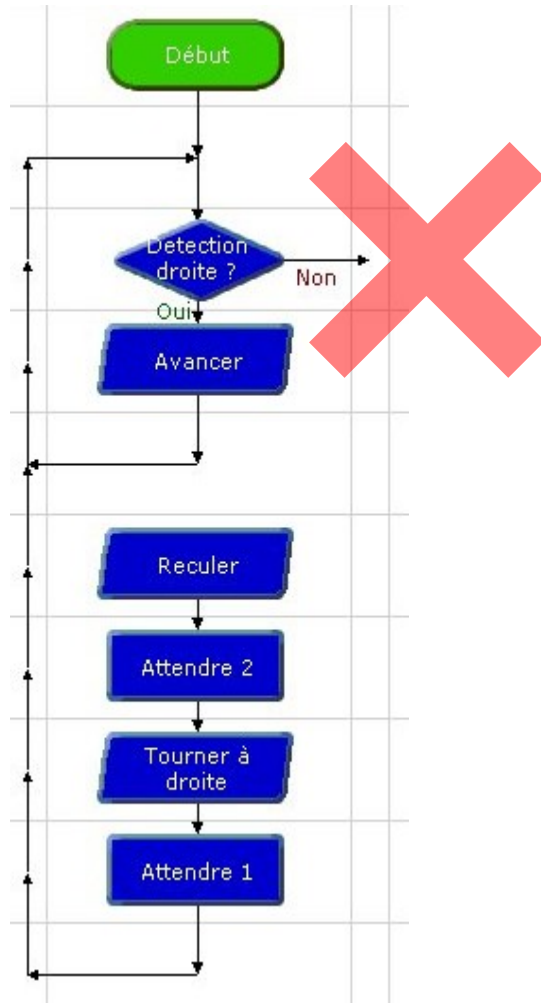 Début
Detection
droite ?
Non
Oui
Avancer
Reculer
Attendre 2
Tourner à
droite
Attendre 1